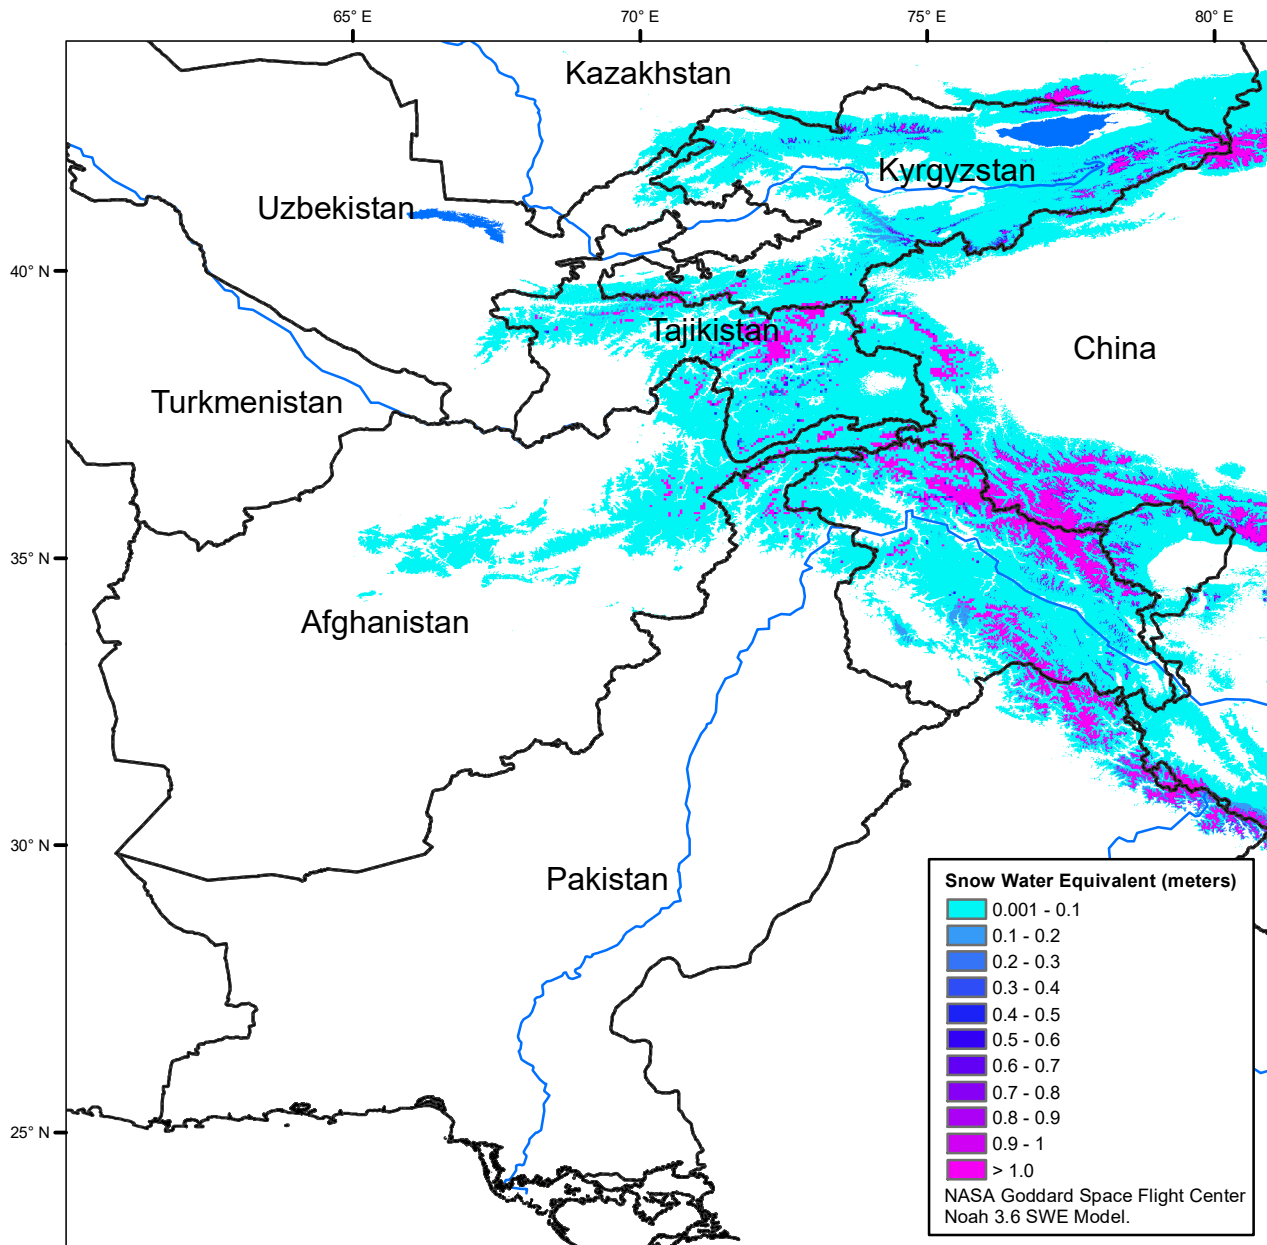 65° E
70° E
75° E
80° E
Kazakhstan
Kyrgyzstan
Uzbekistan
40° N
Tajikistan
China
Turkmenistan
35° N
Afghanistan
30° N
Pakistan
25° N
Snow Water Equivalent (meters)
0.001 - 0.1
0.1 - 0.2
0.2 - 0.3
0.3 - 0.4
0.4 - 0.5
0.5 - 0.6
0.6 - 0.7
0.7 - 0.8
0.8 - 0.9
0.9 - 1
> 1.0
NASA Goddard Space Flight Center
Noah 3.6 SWE Model.